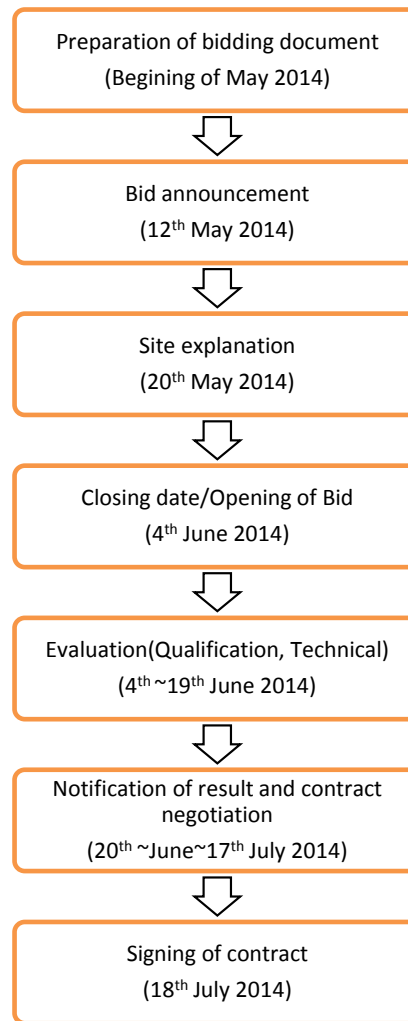 Preparation of bidding document
(Begining of May 2014)
Bid announcement
(12th May 2014)
Site explanation
(20th May 2014)
Closing date/Opening of Bid
(4th June 2014)
Evaluation(Qualification, Technical)
(4th ~19th June 2014)
Notification of result and contract
negotiation
(20th ~June~17th July 2014)
Signing of contract
(18th July 2014)